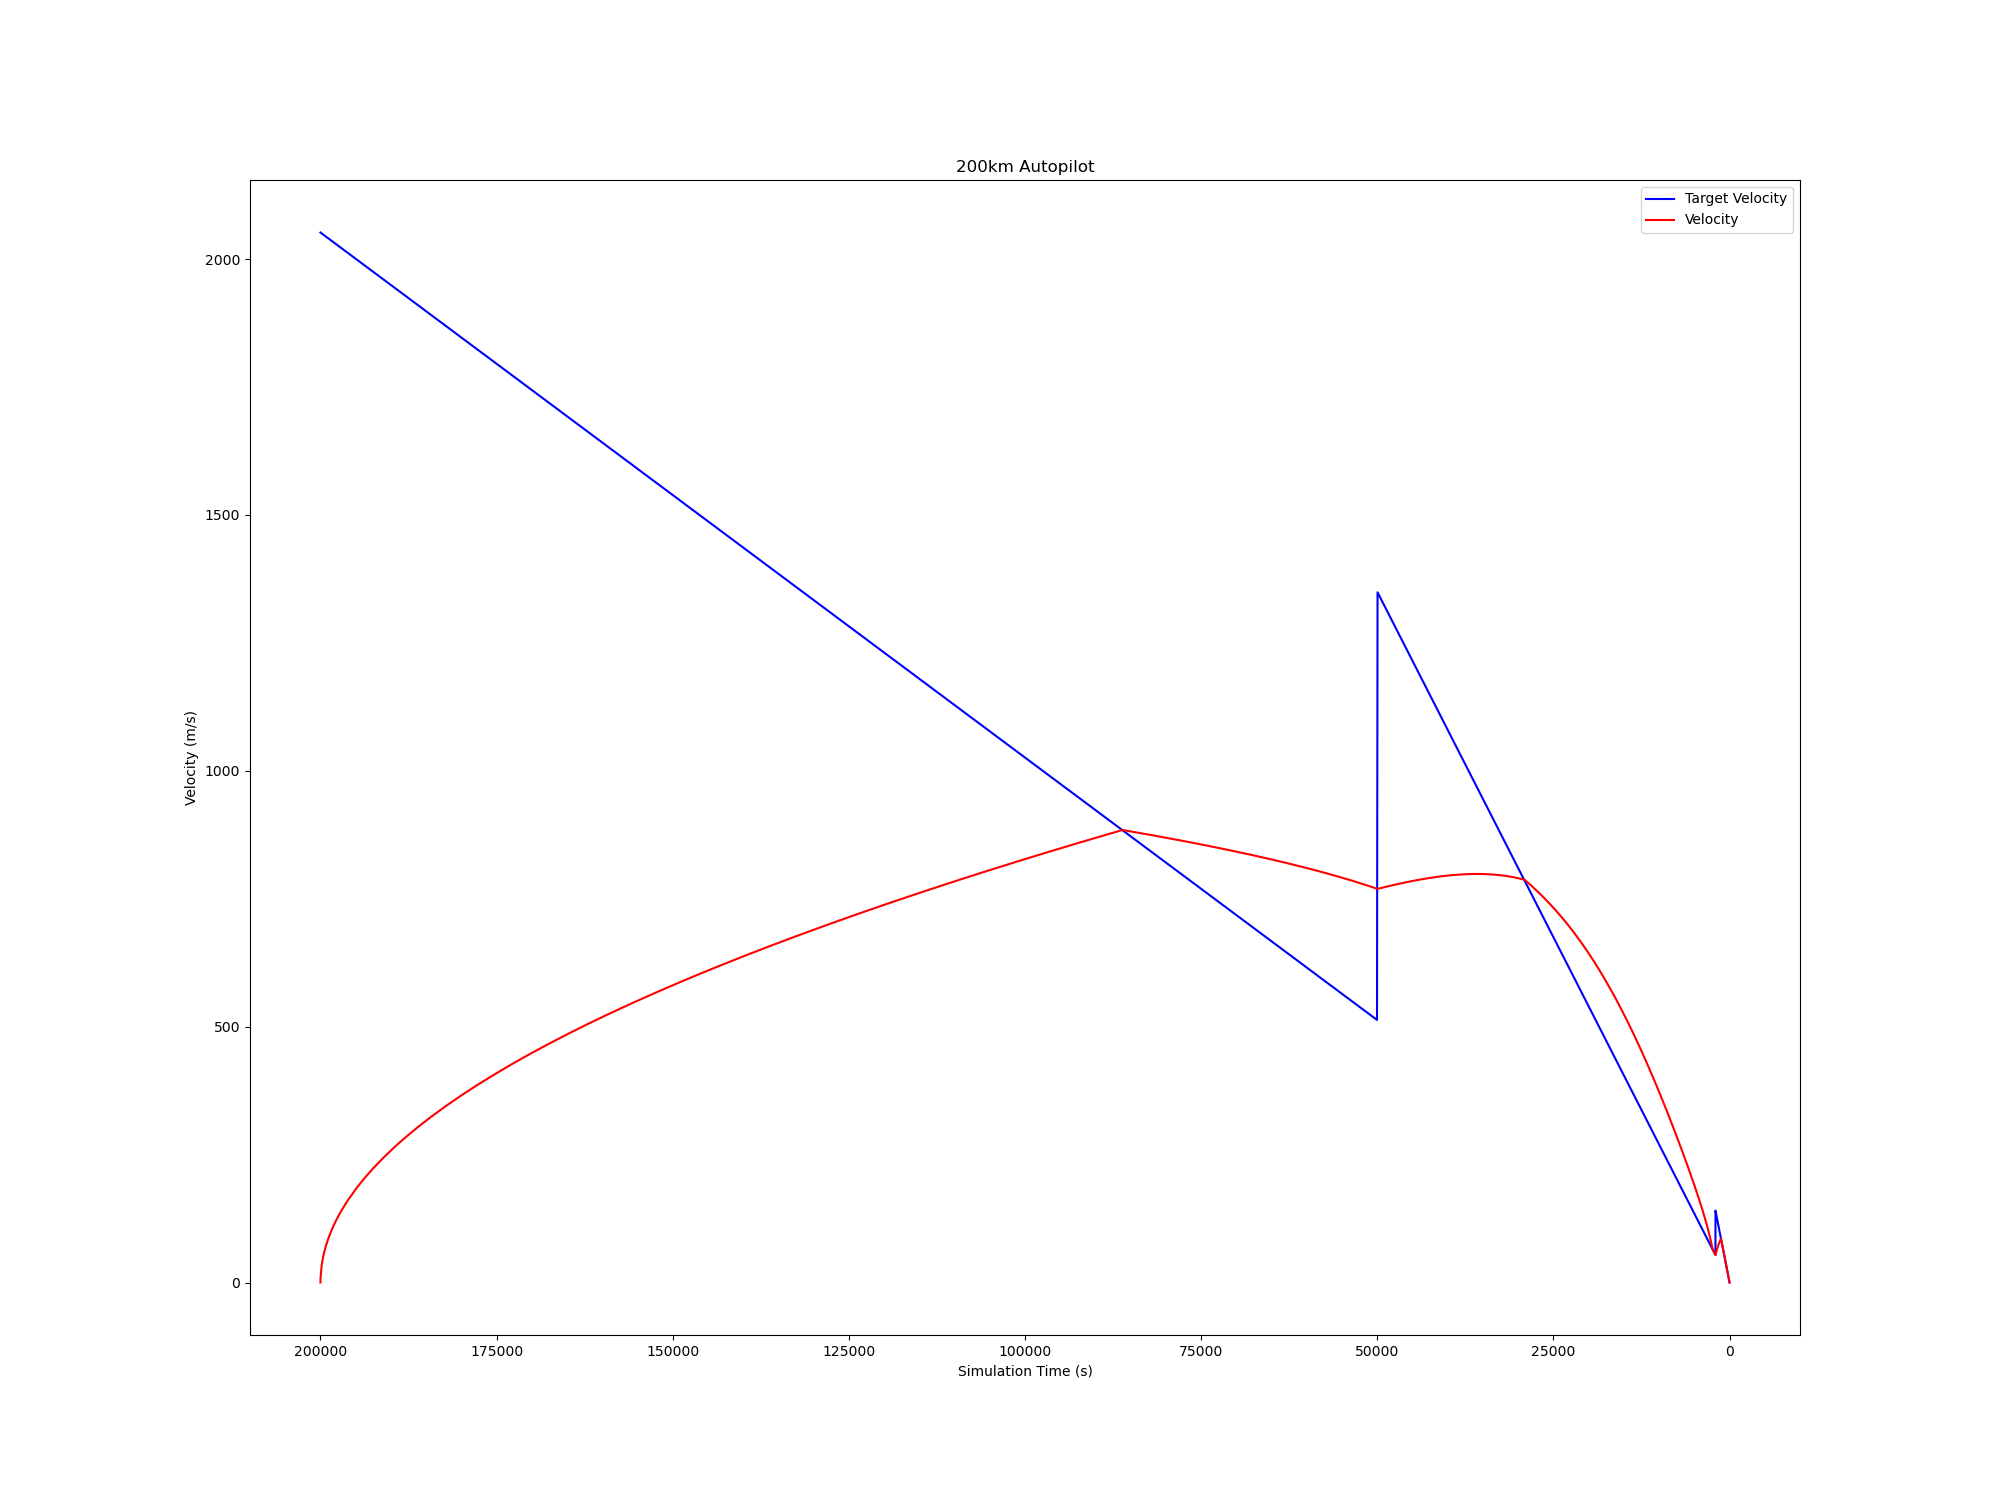 200km Autopilot
Target Velocity
Velocity
2000
1500
1000
500
0
Velocity (m/s)
200000 175000 150000 125000 100000 75000 50000 25000 0
Simulation Time (s)